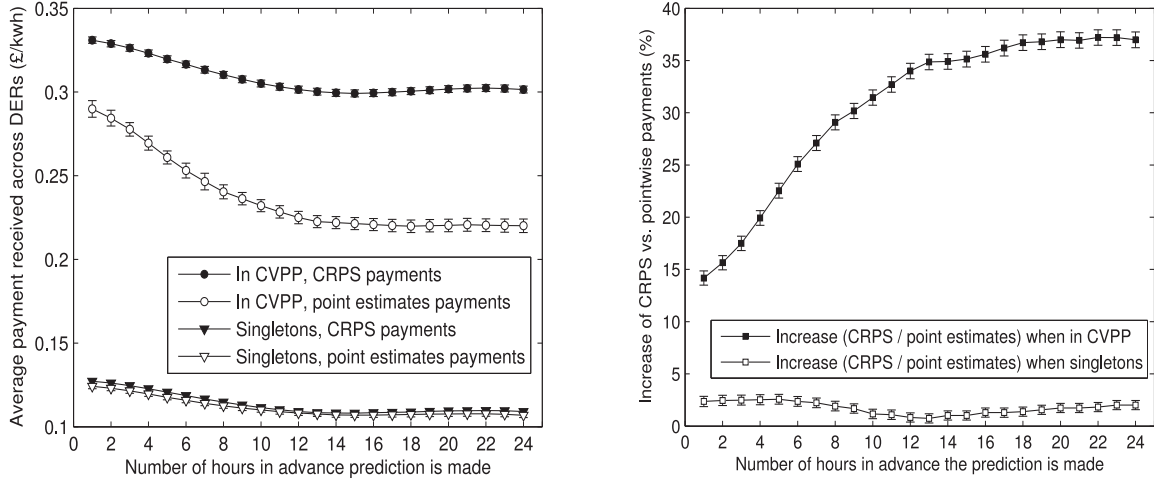 Average payment received across DERs (£/kwh)
0.35
0.3
0.25
0.2
0.15
0.1
In CVPP, CRPS payments
In CVPP, point estimates payments
Singletons, CRPS payments
Singletons, point estimates payments
0 2 4 6 8 10 12 14 16 18 20 22 24
Number of hours in advance prediction is made
Increase of CRPS vs. pointwise payments (%)
40
35
30
25
20
15
10
5
0
Increase (CRPS / point estimates) when in CVPP
Increase (CRPS / point estimates) when singletons
0 2 4 6 8 10 12 14 16 18 20 22 24
Number of hours in advance the prediction is made